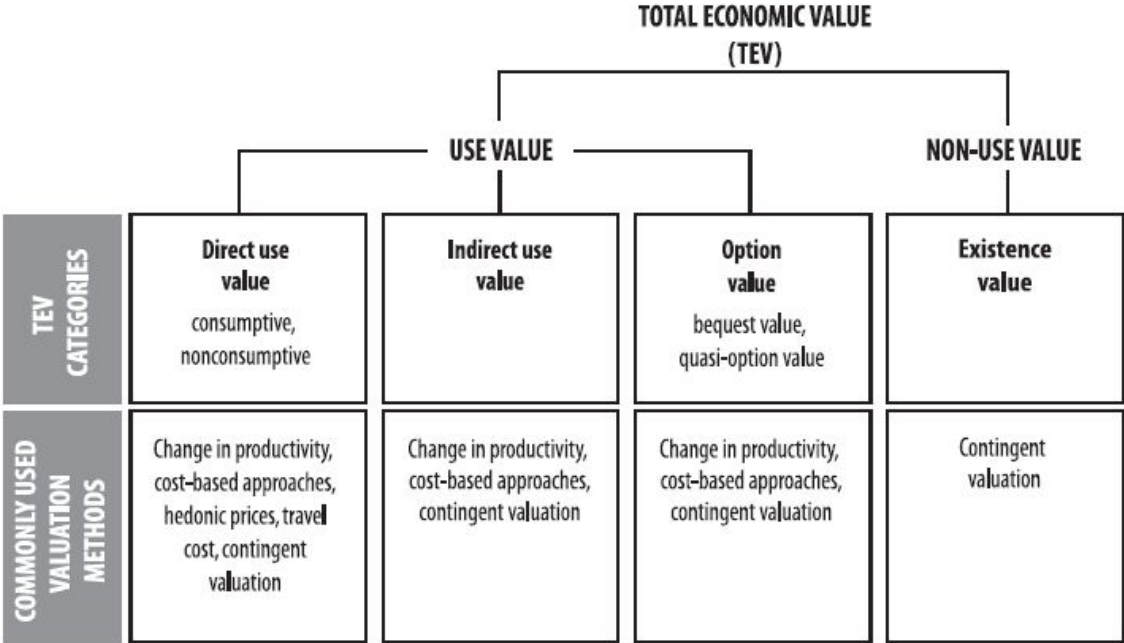 TOTAL ECONOMIC VALUE
(TEV)
USE VALUE
NON-USE VALUE
TEV
CATEGORIES
Direct use
value
consumptive,
nonconsumptive
Indirect use
value
Option
value
bequest value,
quasi-option value
Existence
value
COMMONLY USED
VALUATION
METHODS
Change in productivity,
cost-based approaches,
hedonic prices, travel
cost, contingent
valuation
Change in productivity,
cost-based approaches,
contingent valuation
Change in productivity,
cost-based approaches,
contingent valuation
Contingent
valuation